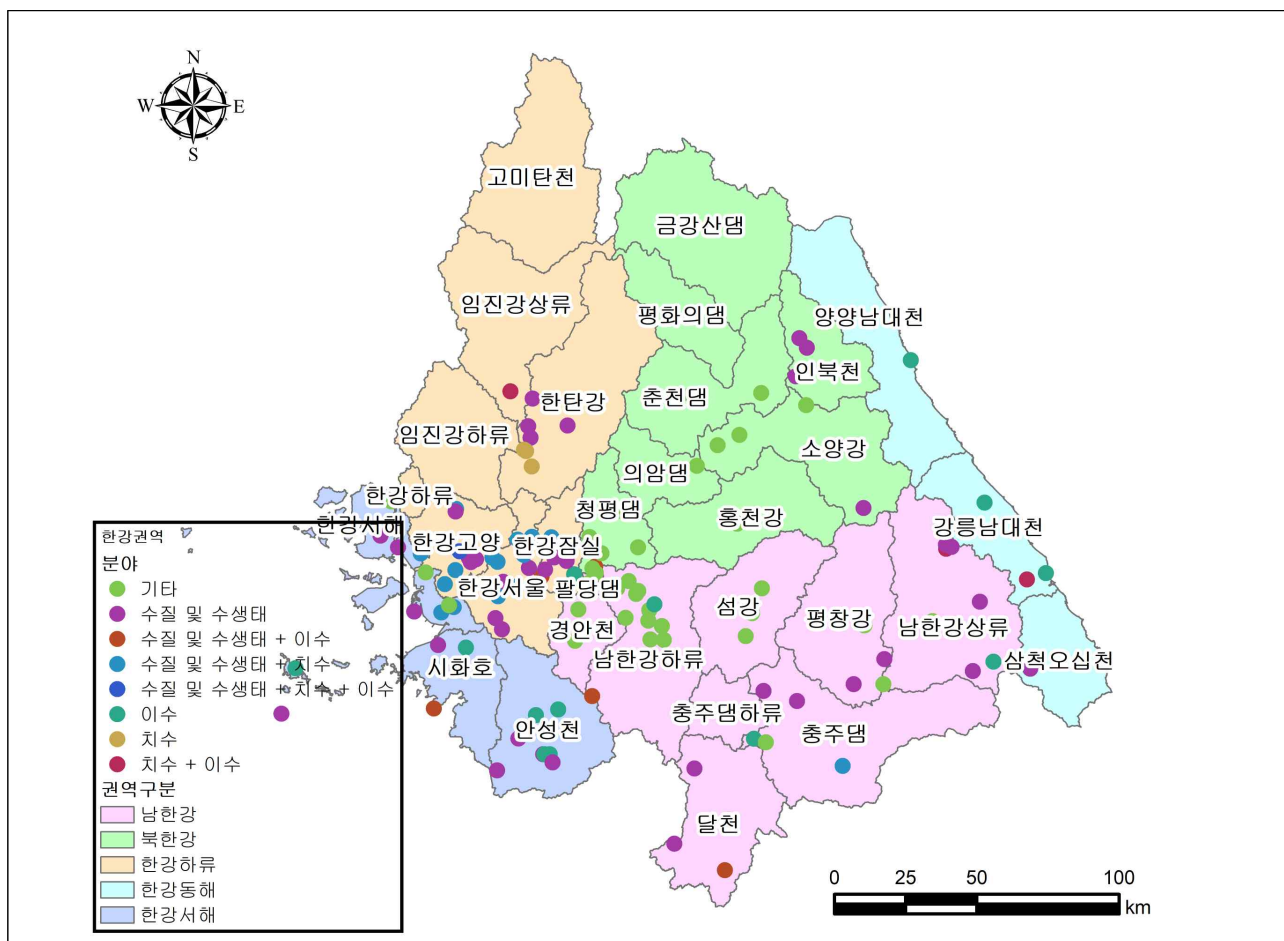 N
W E
S
고미탄천
금강산댐
임진강상류
평화의댐
양양남대천
인북천
한탄강
춘천댐
임진강하류
소양강
의암댐
한강하류
청평댐
홍천강
강릉남대천
한강서해
한강고양
한강잠실
한강서울
팔당댐
섬강
평창강
경안천
남한강상류
남한강하류
시화호
삼척오십천
충주댐하류
안성천
충주댐
달천
한강권역
분야
기타
수질 및 수생태
수질 및 수생태 + 이수
수질 및 수생태 + 치수
수질 및 수생태 + 치수 + 이수
이수
치수
치수 + 이수
권역구분
남한강
북한강
한강하류
한강동해
한강서해
0 25 50 100
km